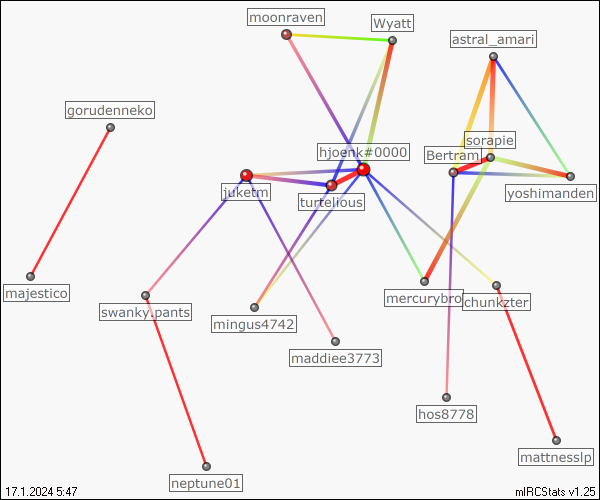 moonraven
Wyatt
astral_amari
gorudenneko
sorapie
hjoenk#0000
Bertram
juketm
turtelious
yoshimanden
majestico
mercurybro
chunkzter
swanky.pants
mingus4742
maddiee3773
hos8778
mattnesslp
neptune01
17.1.2024 5:47
mIRCStats v1.25